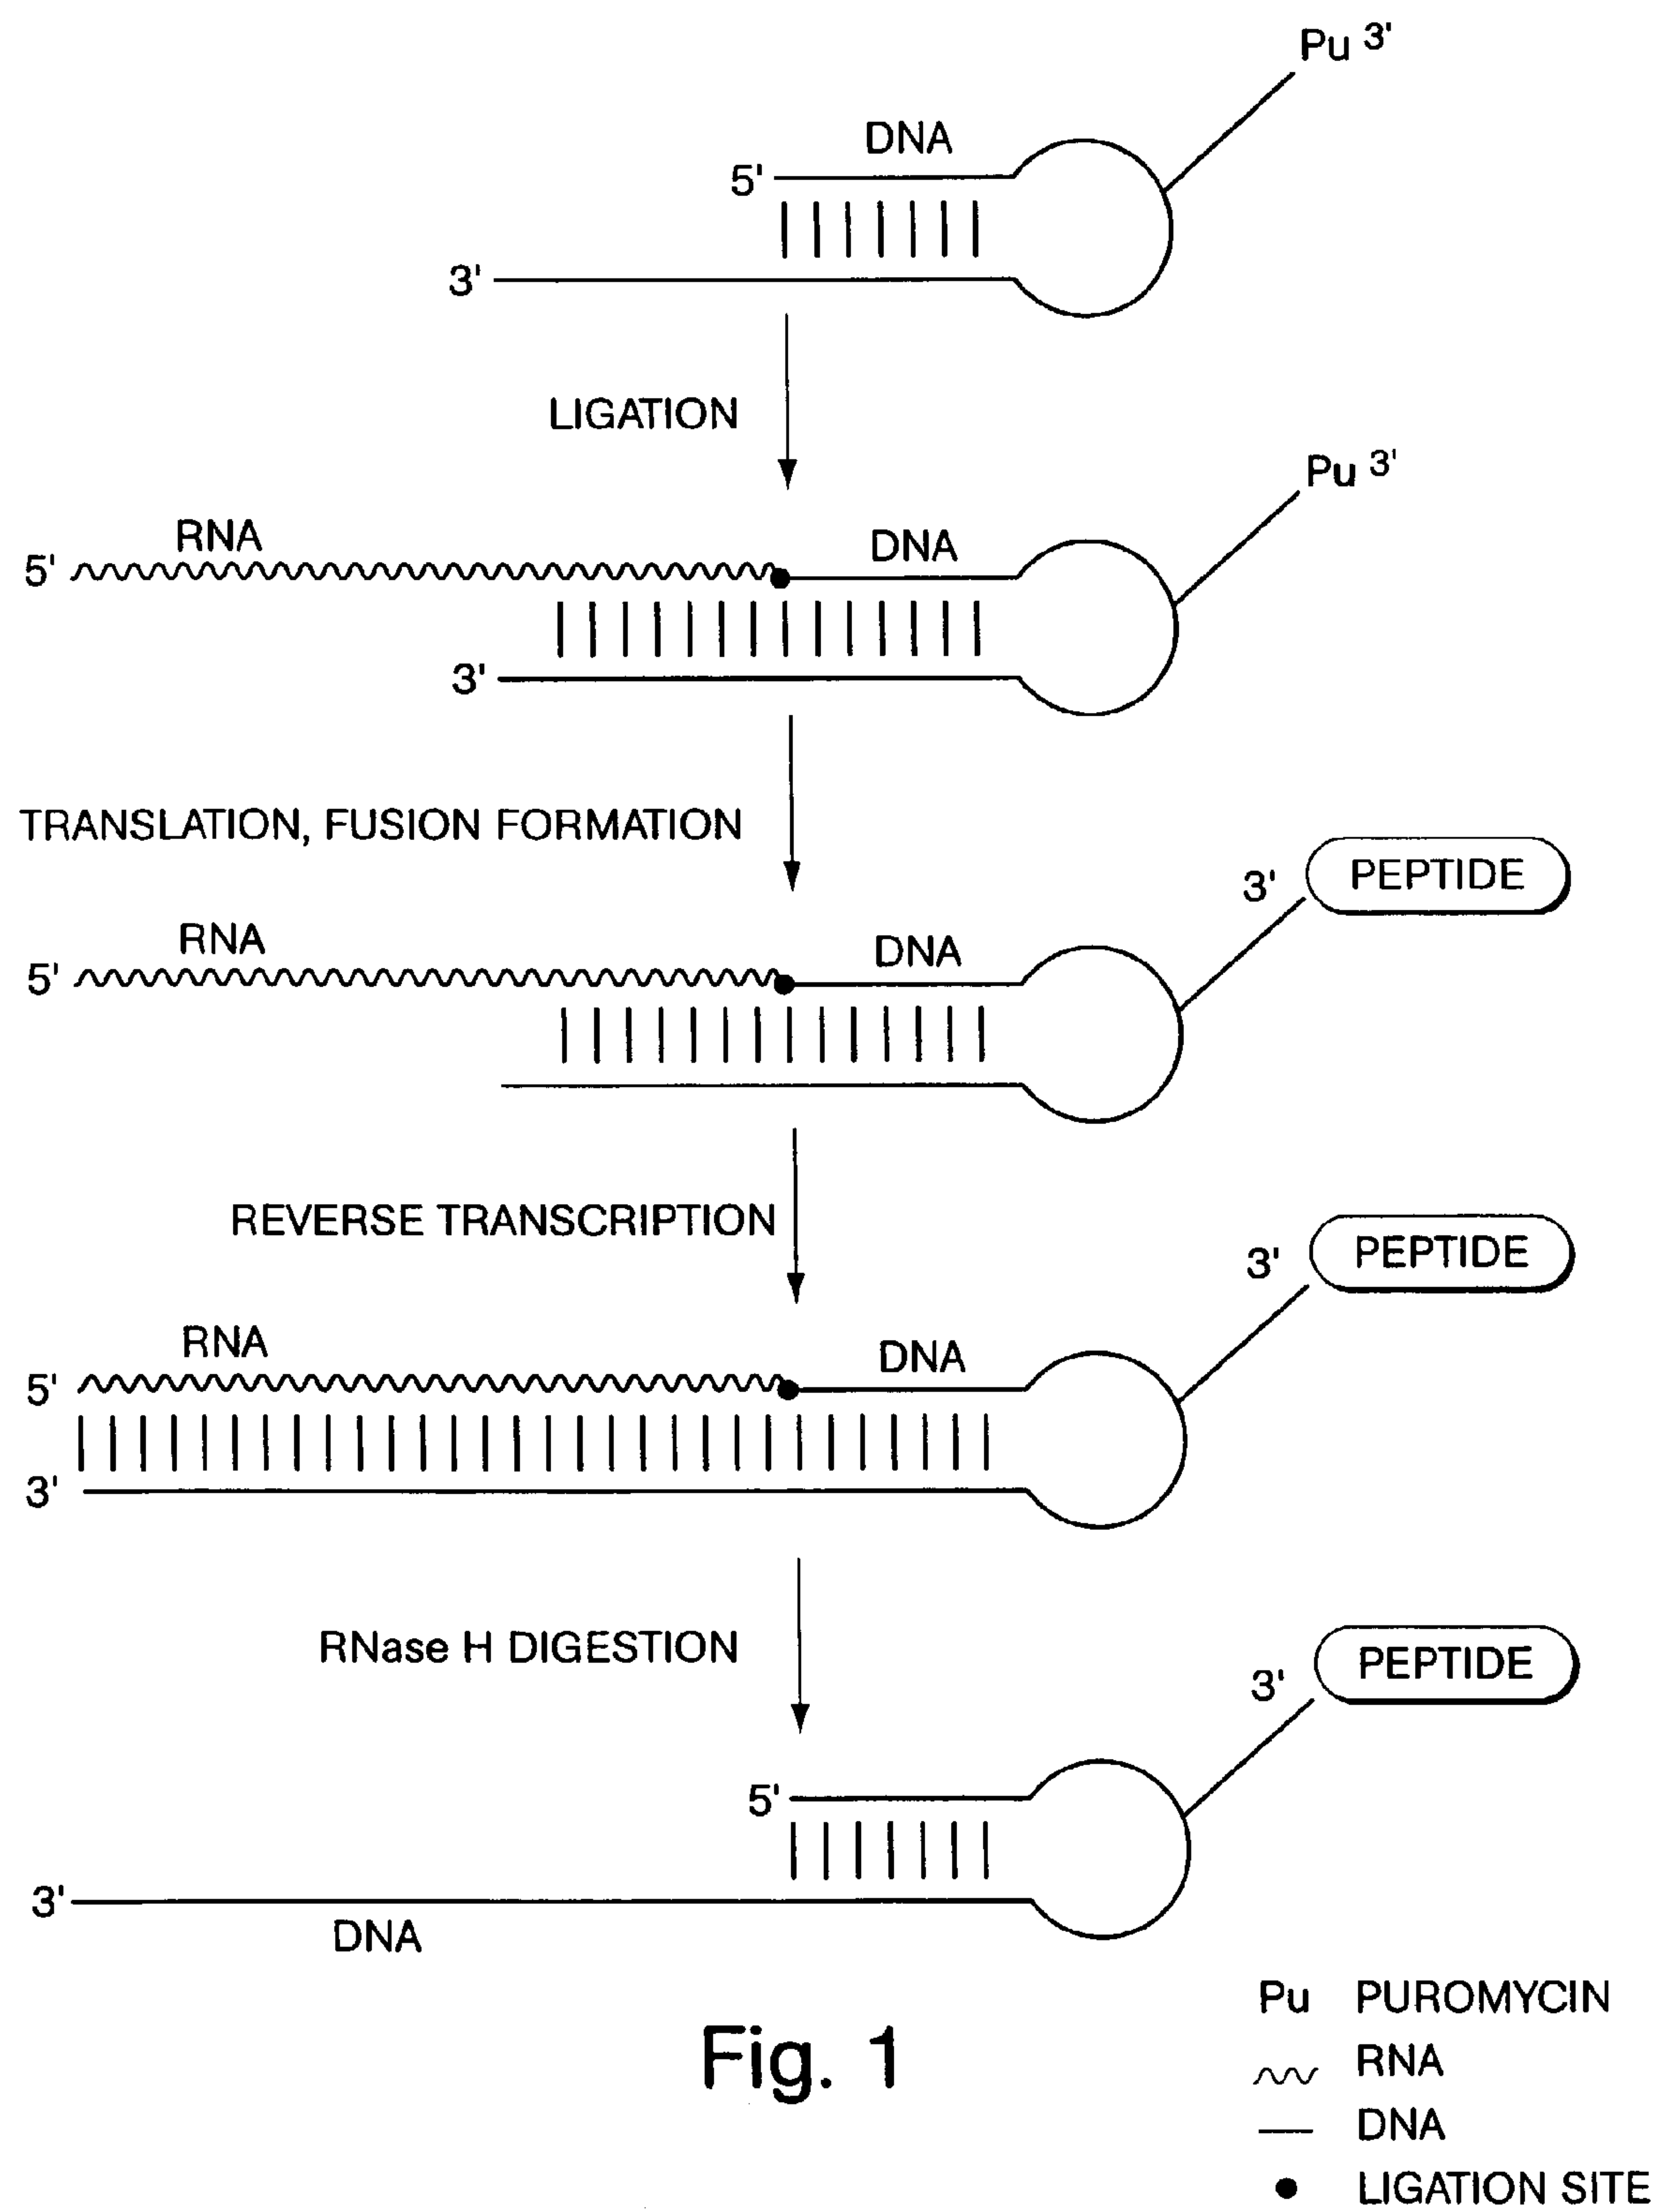 Pu 3'
DNA
5'
3'
LIGATION
Pu 3'
RNA
DNA
5'
3'
TRANSLATION, FUSION FORMATION
3' PEPTIDE
RNA
DNA
5'
REVERSE TRANSCRIPTION
3' PEPTIDE
RNA
DNA
5'
3'
RNase H DIGESTION
3' PEPTIDE
5'
3'
DNA
Fig. 1
Pu PUROMYCIN
RNA
DNA
LIGATION SITE